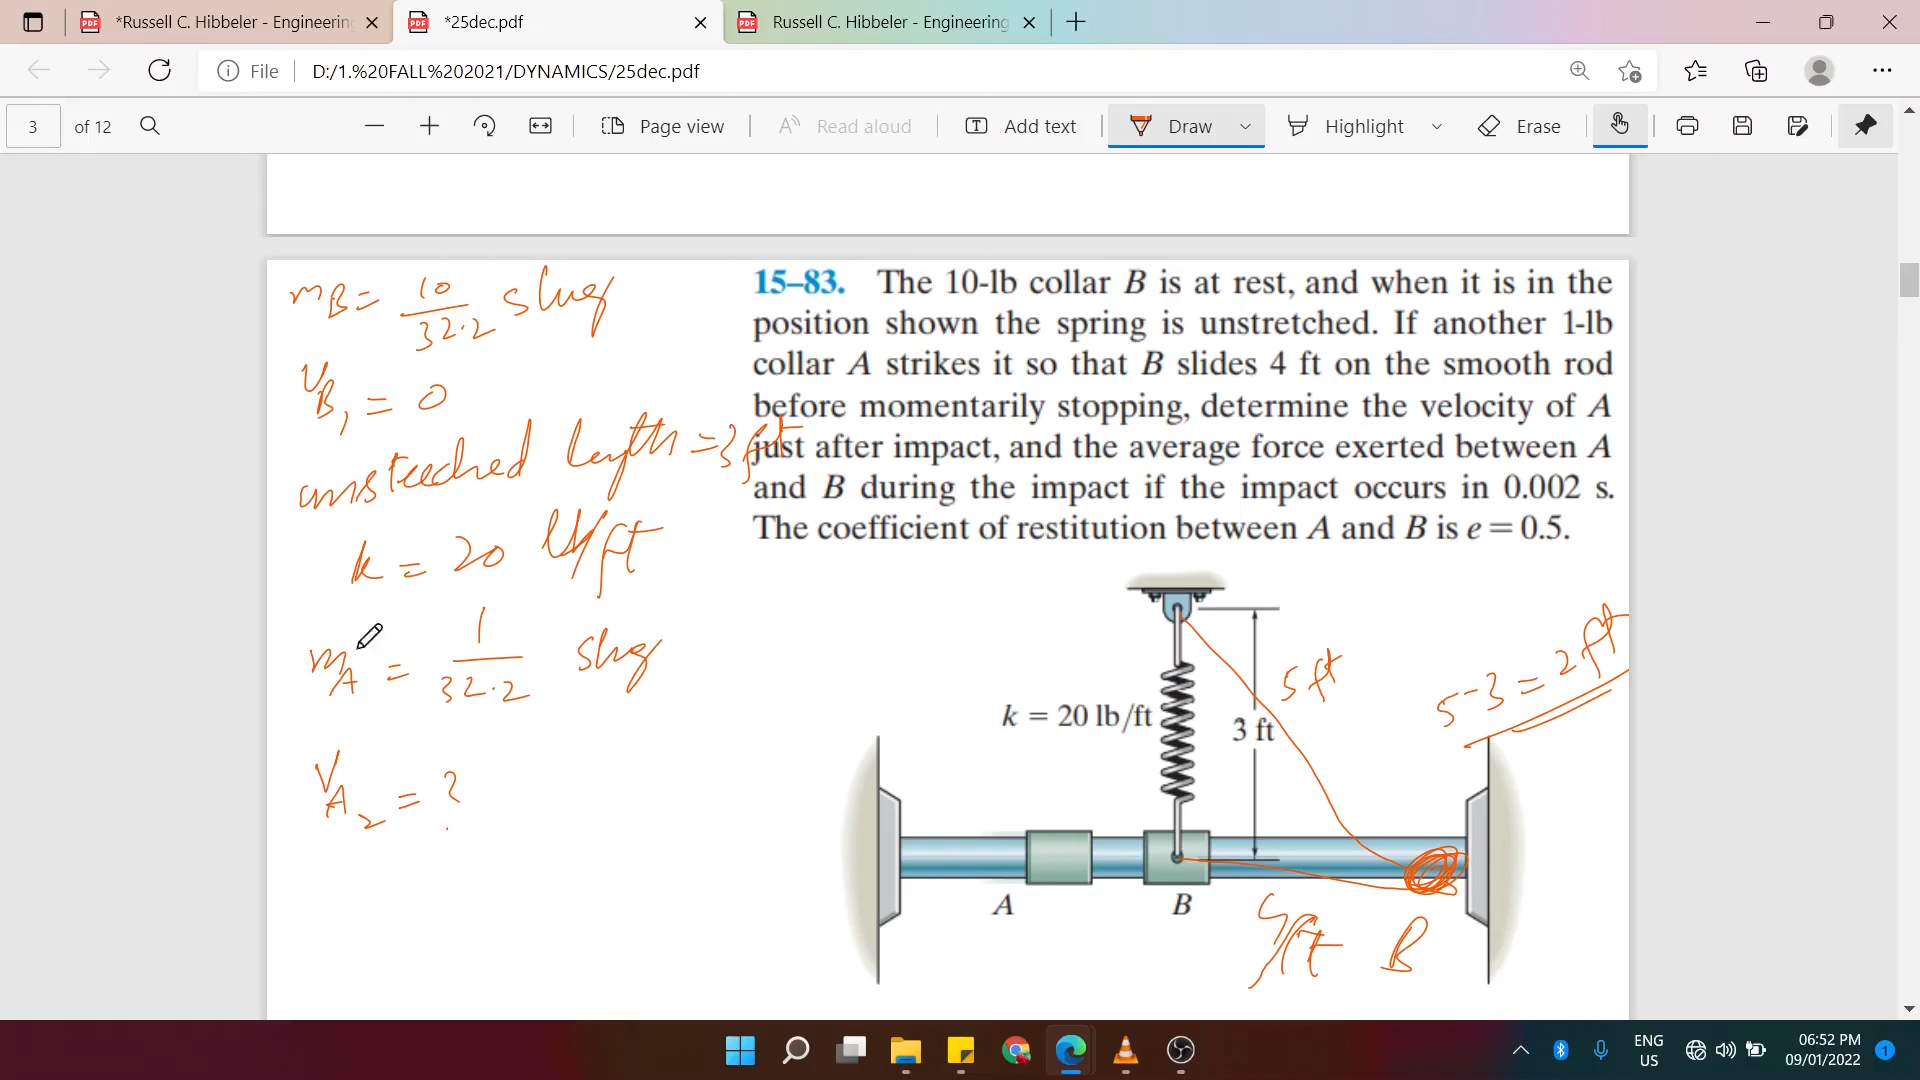 *Russell C. Hibbeler - Engineering
*25dec.pdf
Russell C. Hibbeler - Engineering
File
D:/1.%20FALL%202021/DYNAMICS/25dec.pdf
3 of 12
Page view
Read aloud
Add text
Draw
Highlight
Erase
mB = 10/32.2 slug
VB1 = 0
unsteeched length = 3 ft
k = 20 lb/ft
mA = 1/32.2 slug
VA2 = ?
15–83. The 10-lb collar B is at rest, and when it is in the
position shown the spring is unstretched. If another 1-lb
collar A strikes it so that B slides 4 ft on the smooth rod
before momentarily stopping, determine the velocity of A
just after impact, and the average force exerted between A
and B during the impact if the impact occurs in 0.002 s.
The coefficient of restitution between A and B is e = 0.5.
5 ft
5-3 = 2 ft
k = 20 lb/ft
3 ft
A
B
4 ft
B
ENG
US
06:52 PM
09/01/2022
1